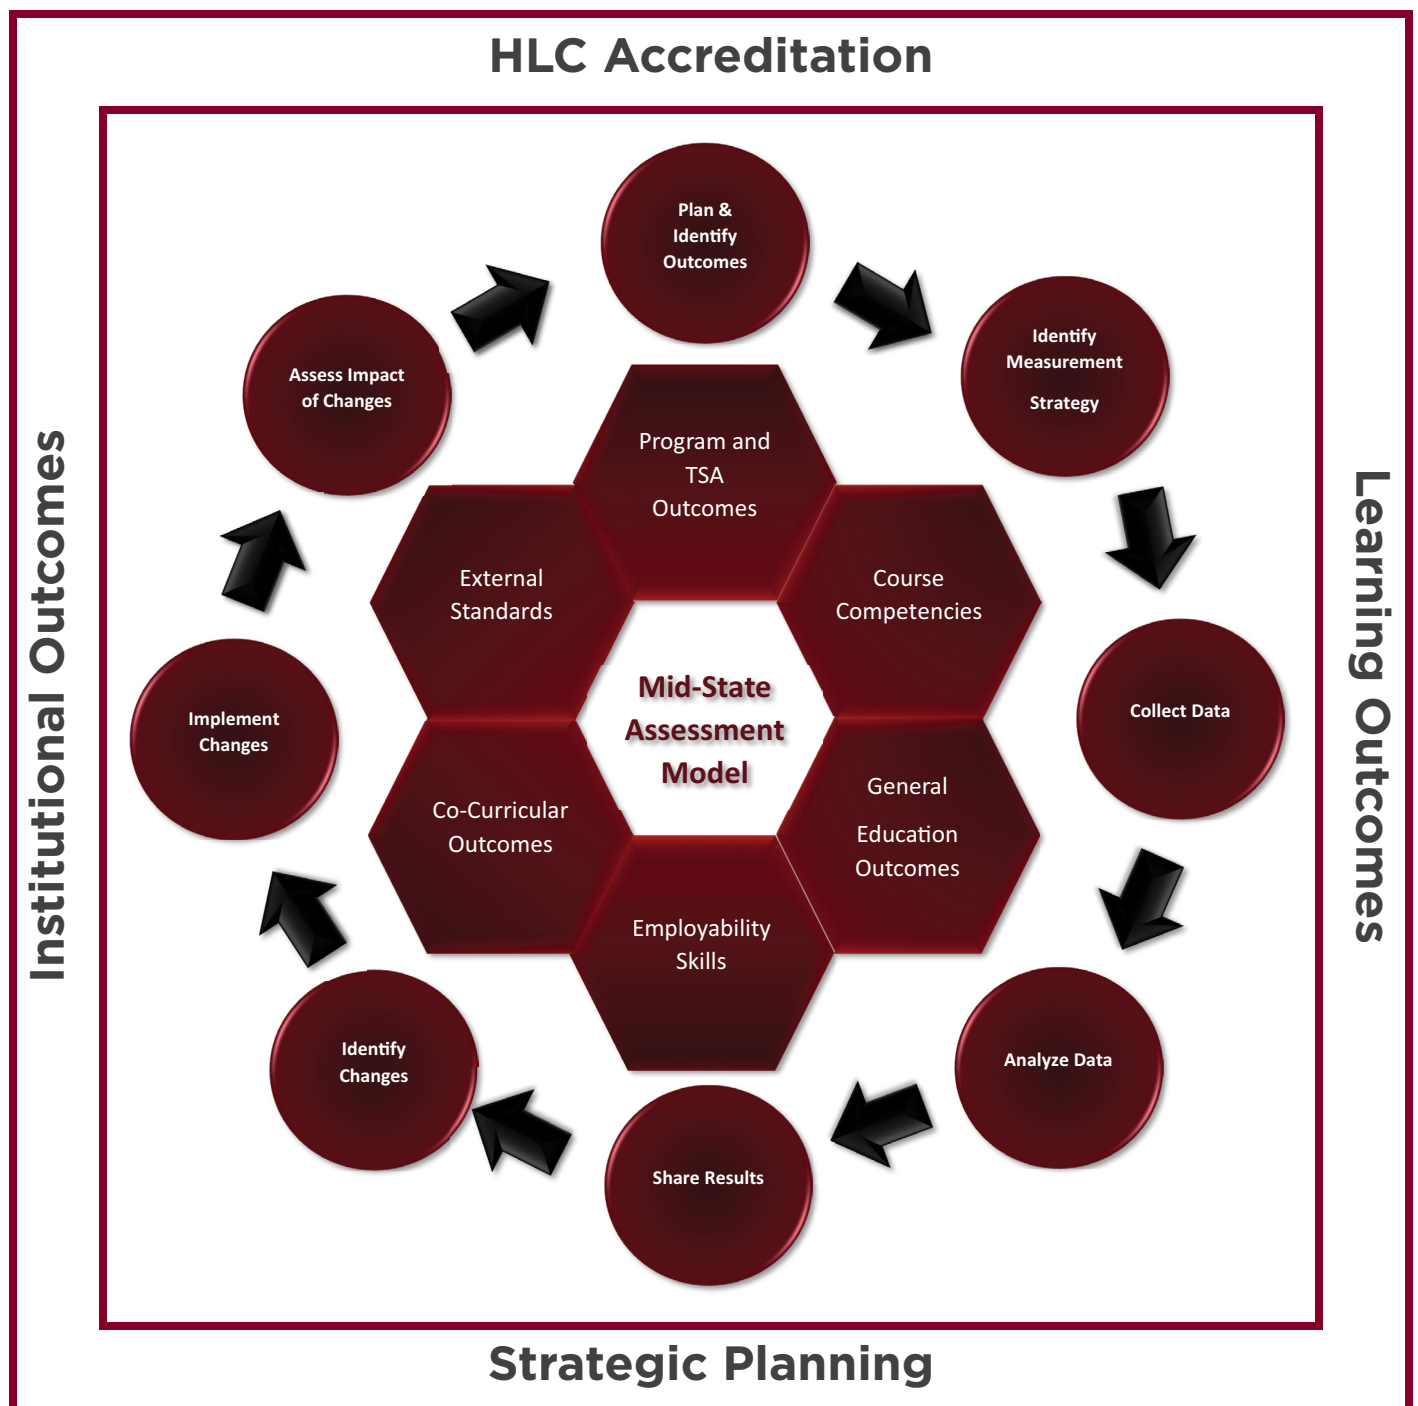 HLC Accreditation
Plan &
Identify
Outcomes
Identify
Measurement
Strategy
Collect Data
Analyze Data
Share Results
Identify
Changes
Implement
Changes
Assess Impact
of Changes
Program and
TSA
Outcomes
Course
Competencies
General
Education
Outcomes
Employability
Skills
Co-Curricular
Outcomes
External
Standards
Mid-State
Assessment
Model
Institutional Outcomes
Learning Outcomes
Strategic Planning